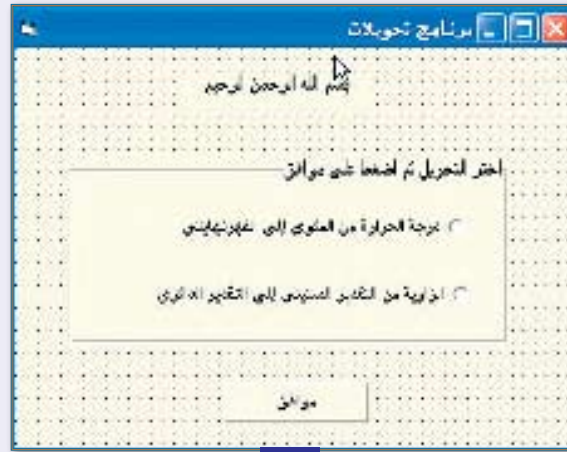 برنامج تحويلات
بسم الله الرحمن الرحيم
اختر التحويل ثم اضغط على موافق
درجة الحرارة من المئوي إلى الفهرنهايتي
الزاوية من التقدير الستيني إلى التقدير الدائري
موافق